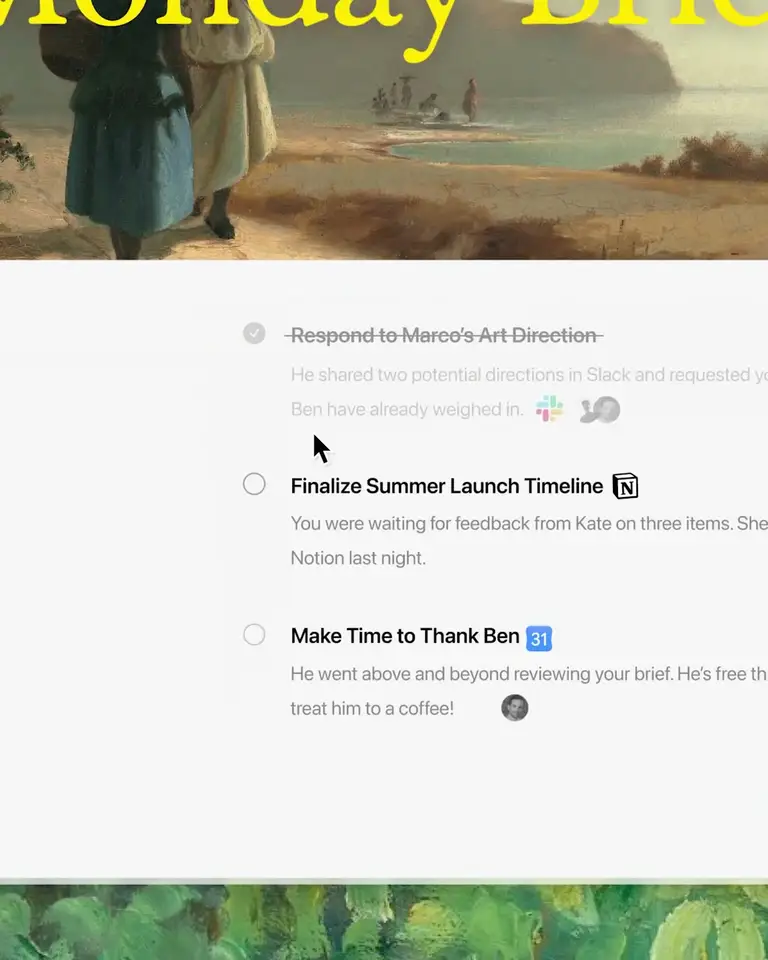 Monday Brie
Respond to Marco's Art Direction
He shared two potential directions in Slack and requested yo
Ben have already weighed in.
Finalize Summer Launch Timeline N
You were waiting for feedback from Kate on three items. She
Notion last night.
Make Time to Thank Ben 31
He went above and beyond reviewing your brief. He's free th
treat him to a coffee!